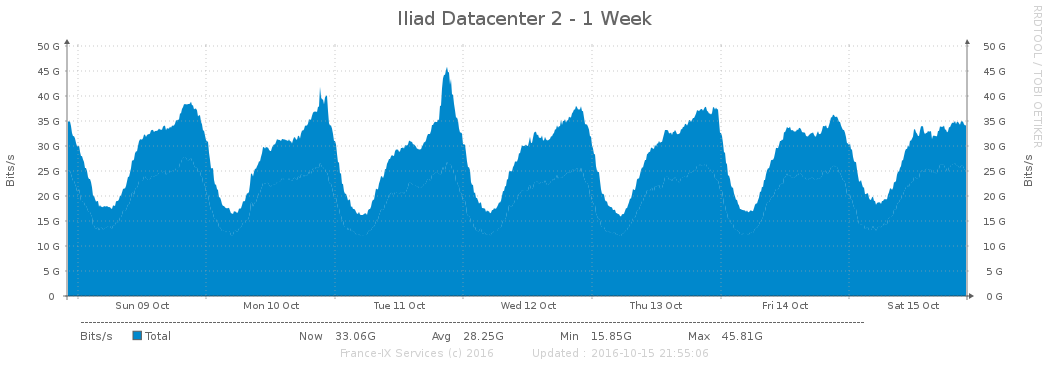 Iliad Datacenter 2 - 1 Week
RRDTOOL / TOBI OETIKER
Bits/s
50 G 50 G
45 G 45 G
40 G 40 G
35 G 35 G
30 G 30 G
25 G 25 G
20 G 20 G
15 G 15 G
10 G 10 G
5 G 5 G
0 0 G
Bits/s
Sun 09 Oct Mon 10 Oct Tue 11 Oct Wed 12 Oct Thu 13 Oct Fri 14 Oct Sat 15 Oct
Bits/s Total Now 33.06G Avg 28.25G Min 15.85G Max 45.81G
France-IX Services (c) 2016 Updated : 2016-10-15 21:55:06